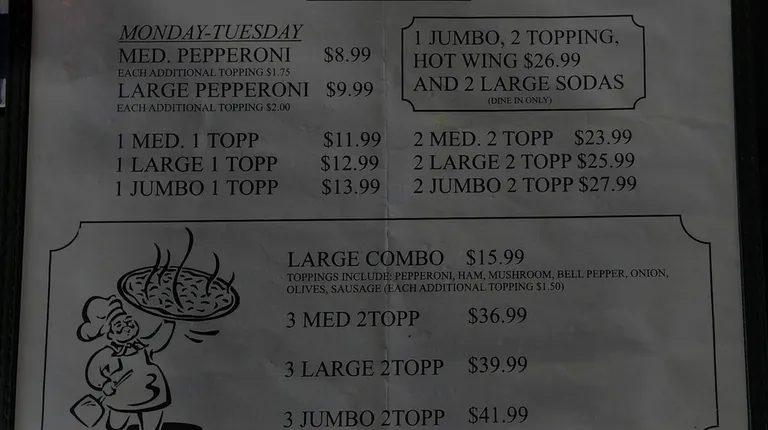 MONDAY-TUESDAY
MED. PEPPERONI $8.99
EACH ADDITIONAL TOPPING $1.75
LARGE PEPPERONI $9.99
EACH ADDITIONAL TOPPING $2.00
1 JUMBO, 2 TOPPING,
HOT WING $26.99
AND 2 LARGE SODAS
(DINE IN ONLY)
1 MED. 1 TOPP $11.99
1 LARGE 1 TOPP $12.99
1 JUMBO 1 TOPP $13.99
2 MED. 2 TOPP $23.99
2 LARGE 2 TOPP $25.99
2 JUMBO 2 TOPP $27.99
LARGE COMBO $15.99
TOPPINGS INCLUDE: PEPPERONI, HAM, MUSHROOM, BELL PEPPER, ONION,
OLIVES, SAUSAGE (EACH ADDITIONAL TOPPING $1.50)
3 MED 2TOPP $36.99
3 LARGE 2TOPP $39.99
3 JUMBO 2TOPP $41.99